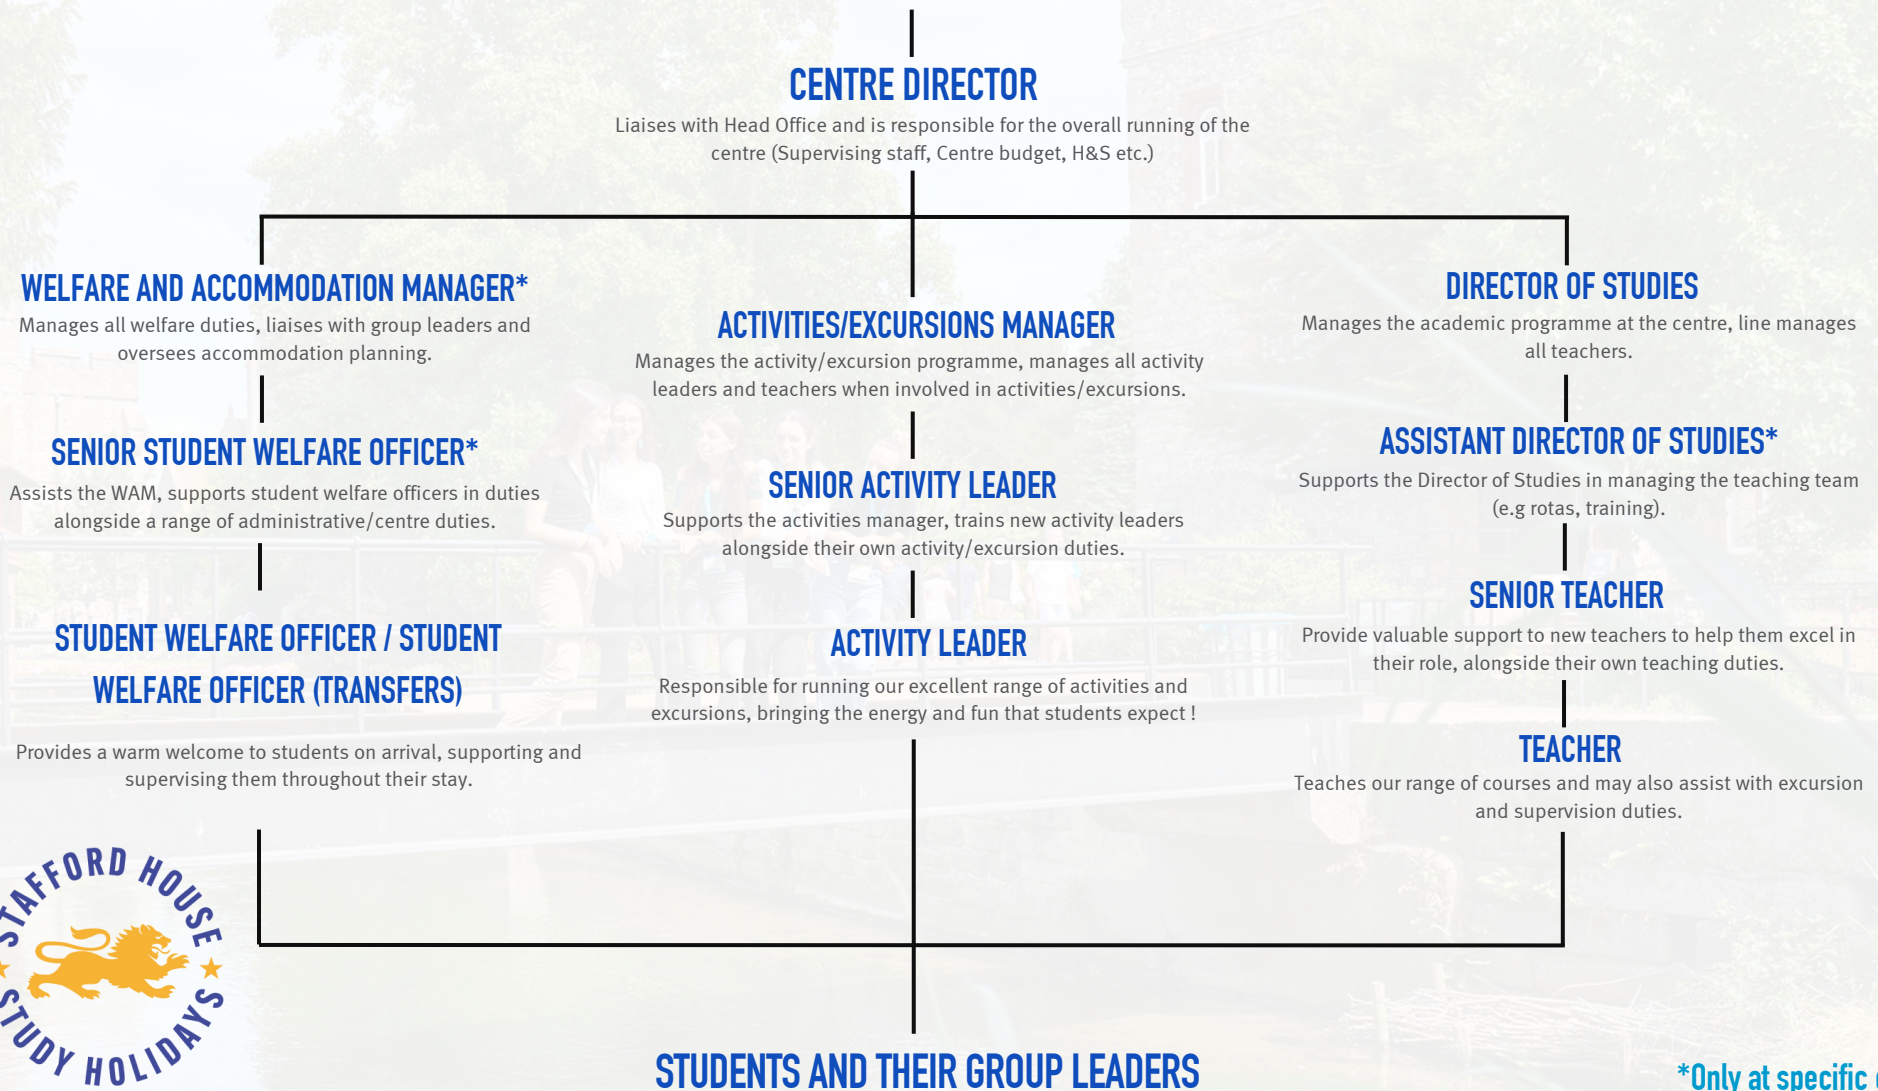 CENTRE DIRECTOR
Liaises with Head Office and is responsible for the overall running of the
centre (Supervising staff, Centre budget, H&S etc.)
WELFARE AND ACCOMMODATION MANAGER*
Manages all welfare duties, liaises with group leaders and
oversees accommodation planning.
SENIOR STUDENT WELFARE OFFICER*
Assists the WAM, supports student welfare officers in duties
alongside a range of administrative/centre duties.
STUDENT WELFARE OFFICER / STUDENT
WELFARE OFFICER (TRANSFERS)
Provides a warm welcome to students on arrival, supporting and
supervising them throughout their stay.
ACTIVITIES/EXCURSIONS MANAGER
Manages the activity/excursion programme, manages all activity
leaders and teachers when involved in activities/excursions.
SENIOR ACTIVITY LEADER
Supports the activities manager, trains new activity leaders
alongside their own activity/excursion duties.
ACTIVITY LEADER
Responsible for running our excellent range of activities and
excursions, bringing the energy and fun that students expect !
DIRECTOR OF STUDIES
Manages the academic programme at the centre, line manages
all teachers.
ASSISTANT DIRECTOR OF STUDIES*
Supports the Director of Studies in managing the teaching team
(e.g rotas, training).
SENIOR TEACHER
Provide valuable support to new teachers to help them excel in
their role, alongside their own teaching duties.
TEACHER
Teaches our range of courses and may also assist with excursion
and supervision duties.
STAFFORD HOUSE
STUDY HOLIDAYS
STUDENTS AND THEIR GROUP LEADERS
*Only at specific